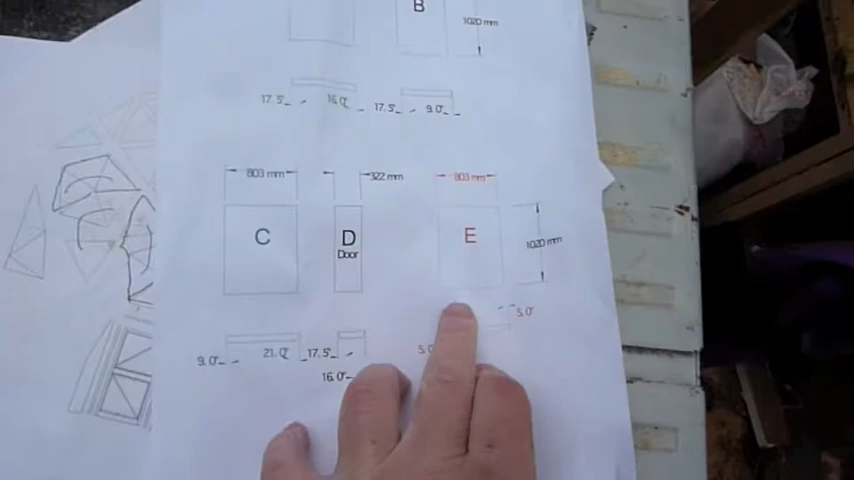 B
1020 mm
17.5° 16.0° 17.5° 9.0°
803 mm 322 mm 803 mm
C D E
Door
1020 mm
5.0°
9.0° 21.0° 17.5° 5.0
16.0°